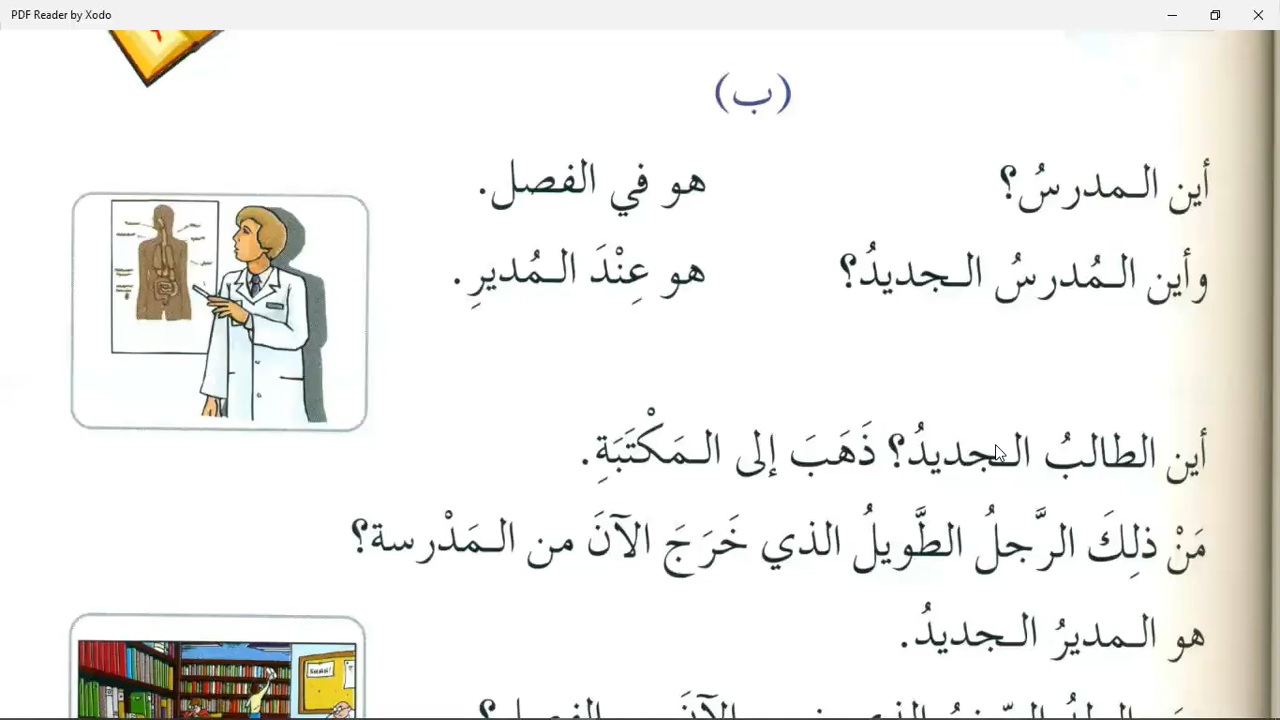 PDF Reader by Xodo
(ب)
أين الـمدرسُ؟ هو في الفصل.
وأين الـمُدرسُ الـجديدُ؟ هو عِنْدَ الـمُديرِ.
أين الطالبُ الـجديدُ؟ ذَهَبَ إلى الـمَكْتَبَةِ.
مَنْ ذلِكَ الرَّجلُ الطَّويلُ الذي خَرَجَ الآنَ من الـمَدْرسة؟
هو الـمديرُ الـجديدُ.